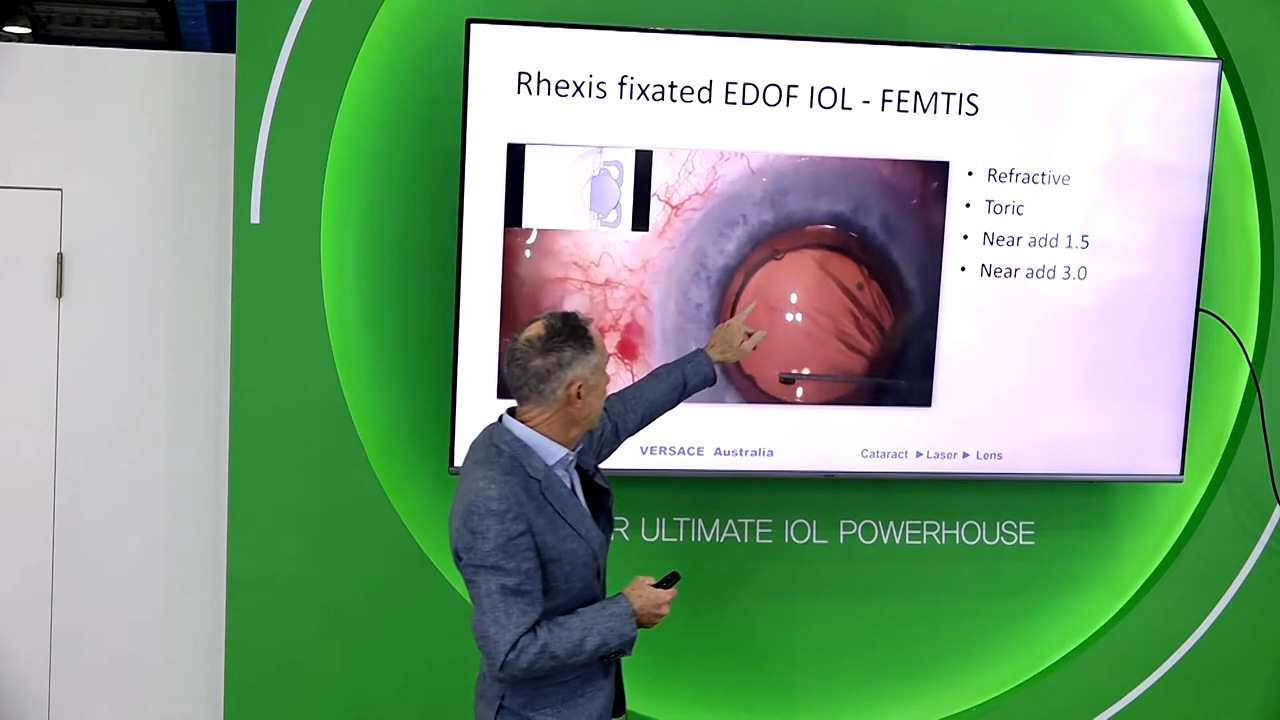 Rhexis fixated EDOF IOL - FEMTIS
• Refractive
• Toric
• Near add 1.5
• Near add 3.0
VERSACE Australia
Cataract ▶ Laser ▶ Lens
R ULTIMATE IOL POWERHOUSE